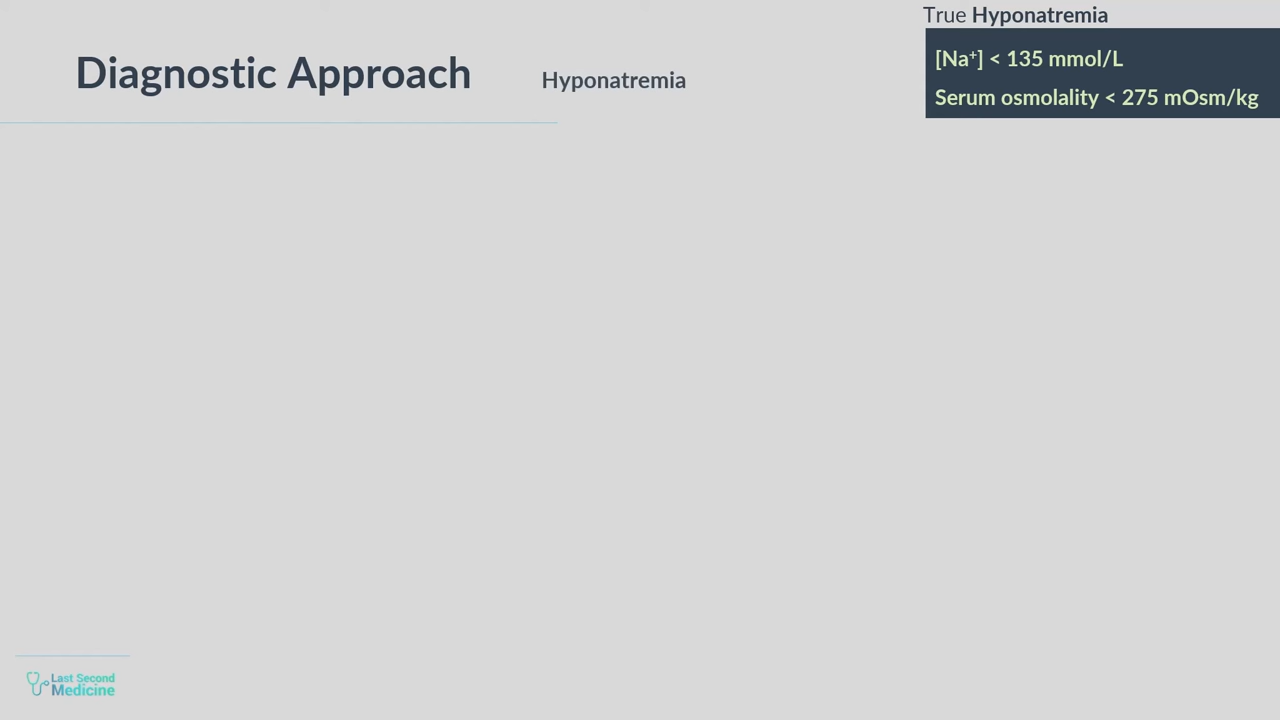 True Hyponatremia
Diagnostic Approach
Hyponatremia
[Na⁺] < 135 mmol/L
Serum osmolality < 275 mOsm/kg
Last Second
Medicine